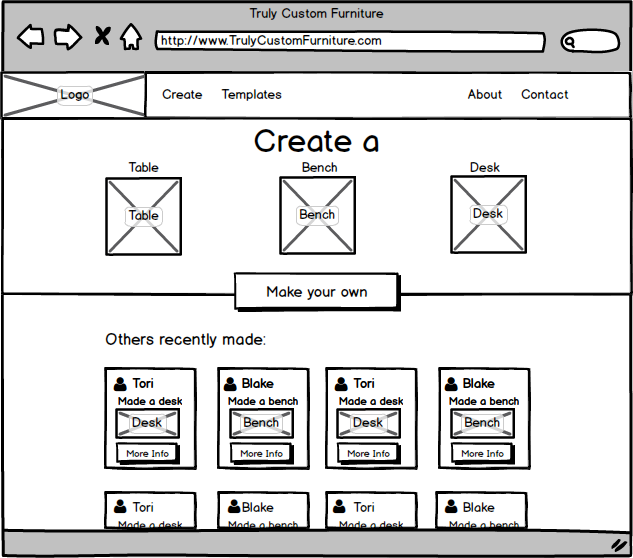 Truly Custom Furniture
http://www.TrulyCustomFurniture.com
Logo
Create Templates About Contact
Create a
Table Bench Desk
Table Bench Desk
Make your own
Others recently made:
Tori Blake Tori Blake
Made a desk Made a bench Made a desk Made a bench
Desk Bench Desk Bench
More Info More Info More Info More Info
Tori Blake Tori Blake
Made a desk Made a bench Made a desk Made a bench